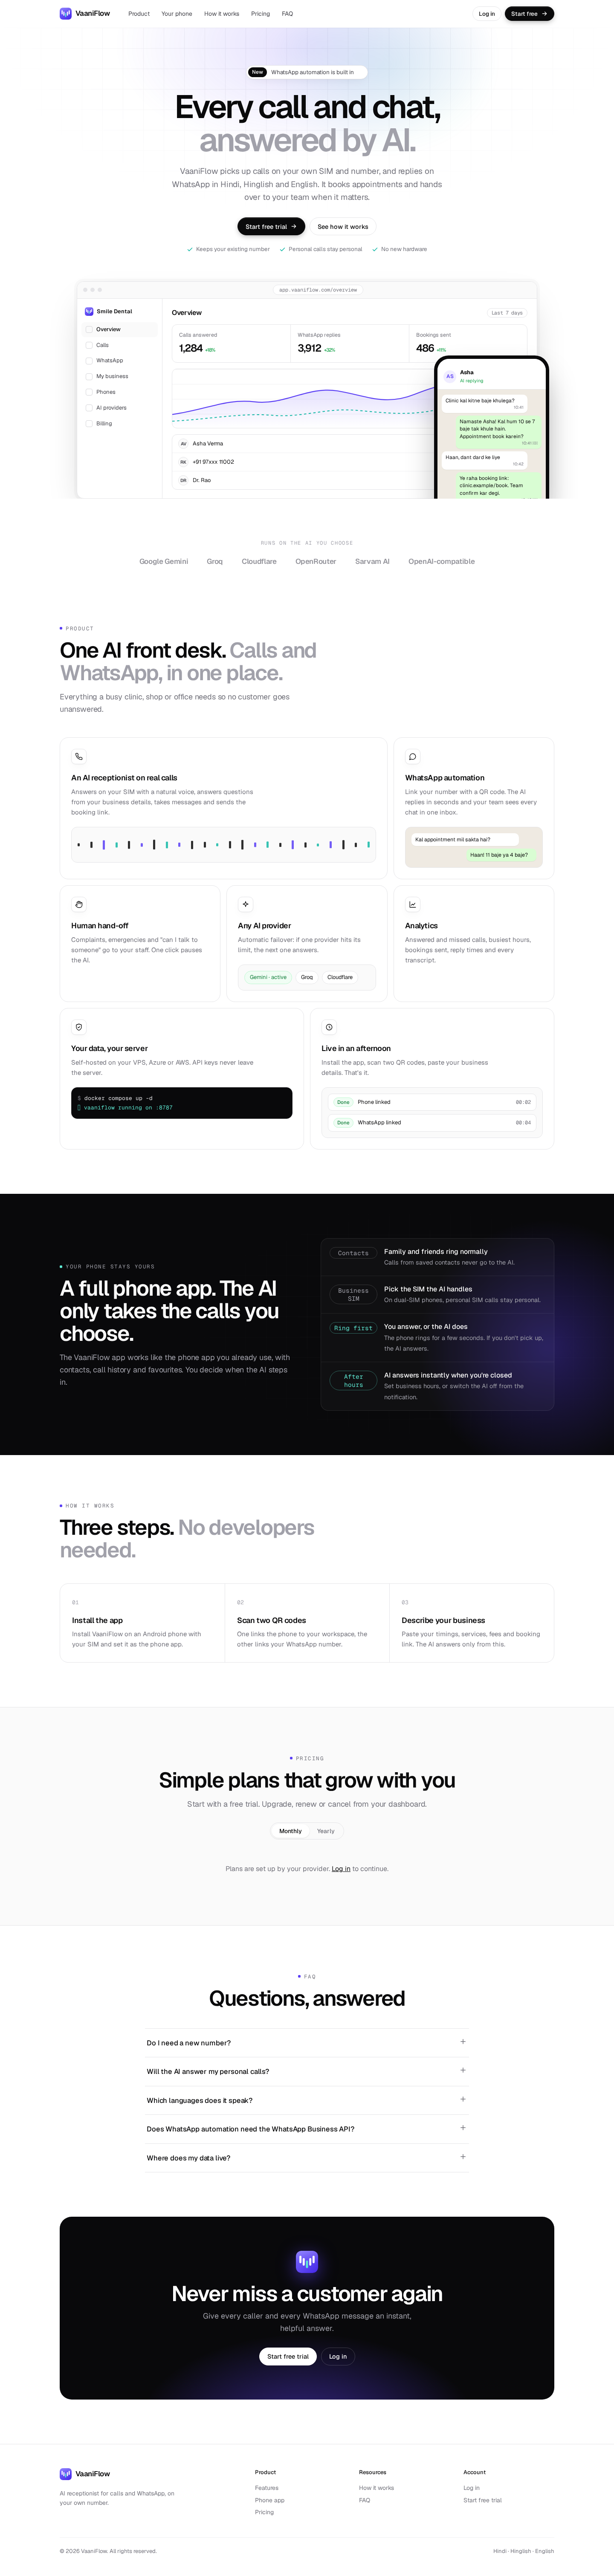 VaaniFlow
Product Your phone How it works Pricing FAQ
Log in Start free →
New WhatsApp automation is built in
Every call and chat,
answered by AI.
VaaniFlow picks up calls on your own SIM and number, and replies on
WhatsApp in Hindi, Hinglish and English. It books appointments and hands
over to your team when it matters.
Start free trial → See how it works
Keeps your existing number Personal calls stay personal No new hardware
app.vaaniflow.com/overview
Smile Dental
Overview
Calls
WhatsApp
My business
Phones
AI providers
Billing
Overview Last 7 days
Calls answered WhatsApp replies Bookings sent
1,284 +18% 3,912 +32% 486 +11%
AV Asha Verma
RK +91 97xxx 11002
DR Dr. Rao
AS Asha
AI replying
Clinic kal kitne baje khulega?
10:41
Namaste Asha! Kal hum 10 se 7
baje tak khule hain.
Appointment book karein?
Haan, dant dard ke liye
10:42
Ye raha booking link:
clinic.example/book. Team
confirm kar degi.
RUNS ON THE AI YOU CHOOSE
Google Gemini Groq Cloudflare OpenRouter Sarvam AI OpenAI-compatible
PRODUCT
One AI front desk. Calls and
WhatsApp, in one place.
Everything a busy clinic, shop or office needs so no customer goes
unanswered.
An AI receptionist on real calls
Answers on your SIM with a natural voice, answers questions
from your business details, takes messages and sends the
booking link.
WhatsApp automation
Link your number with a QR code. The AI
replies in seconds and your team sees every
chat in one inbox.
Kal appointment mil sakta hai?
Haan! 11 baje ya 4 baje?
Human hand-off
Complaints, emergencies and "can I talk to
someone" go to your staff. One click pauses
the AI.
Any AI provider
Automatic failover: if one provider hits its
limit, the next one answers.
Gemini · active Groq Cloudflare
Analytics
Answered and missed calls, busiest hours,
bookings sent, reply times and every
transcript.
Your data, your server
Self-hosted on your VPS, Azure or AWS. API keys never leave
the server.
$ docker compose up -d
vaaniflow running on :8787
Live in an afternoon
Install the app, scan two QR codes, paste your business
details. That's it.
Done Phone linked 00:02
Done WhatsApp linked 00:04
YOUR PHONE STAYS YOURS
A full phone app. The AI
only takes the calls you
choose.
The VaaniFlow app works like the phone app you already use, with
contacts, call history and favourites. You decide when the AI steps
in.
Contacts
Family and friends ring normally
Calls from saved contacts never go to the AI.
Business
SIM
Pick the SIM the AI handles
On dual-SIM phones, personal SIM calls stay personal.
Ring first
You answer, or the AI does
The phone rings for a few seconds. If you don't pick up,
the AI answers.
After
hours
AI answers instantly when you're closed
Set business hours, or switch the AI off from the
notification.
HOW IT WORKS
Three steps. No developers
needed.
01
Install the app
Install VaaniFlow on an Android phone with
your SIM and set it as the phone app.
02
Scan two QR codes
One links the phone to your workspace, the
other links your WhatsApp number.
03
Describe your business
Paste your timings, services, fees and booking
link. The AI answers only from this.
PRICING
Simple plans that grow with you
Start with a free trial. Upgrade, renew or cancel from your dashboard.
Monthly Yearly
Plans are set up by your provider. Log in to continue.
FAQ
Questions, answered
Do I need a new number? +
Will the AI answer my personal calls? +
Which languages does it speak? +
Does WhatsApp automation need the WhatsApp Business API? +
Where does my data live? +
Never miss a customer again
Give every caller and every WhatsApp message an instant,
helpful answer.
Start free trial Log in
VaaniFlow
AI receptionist for calls and WhatsApp, on
your own number.
Product
Features
Phone app
Pricing
Resources
How it works
FAQ
Account
Log in
Start free trial
© 2026 VaaniFlow. All rights reserved.
Hindi · Hinglish · English